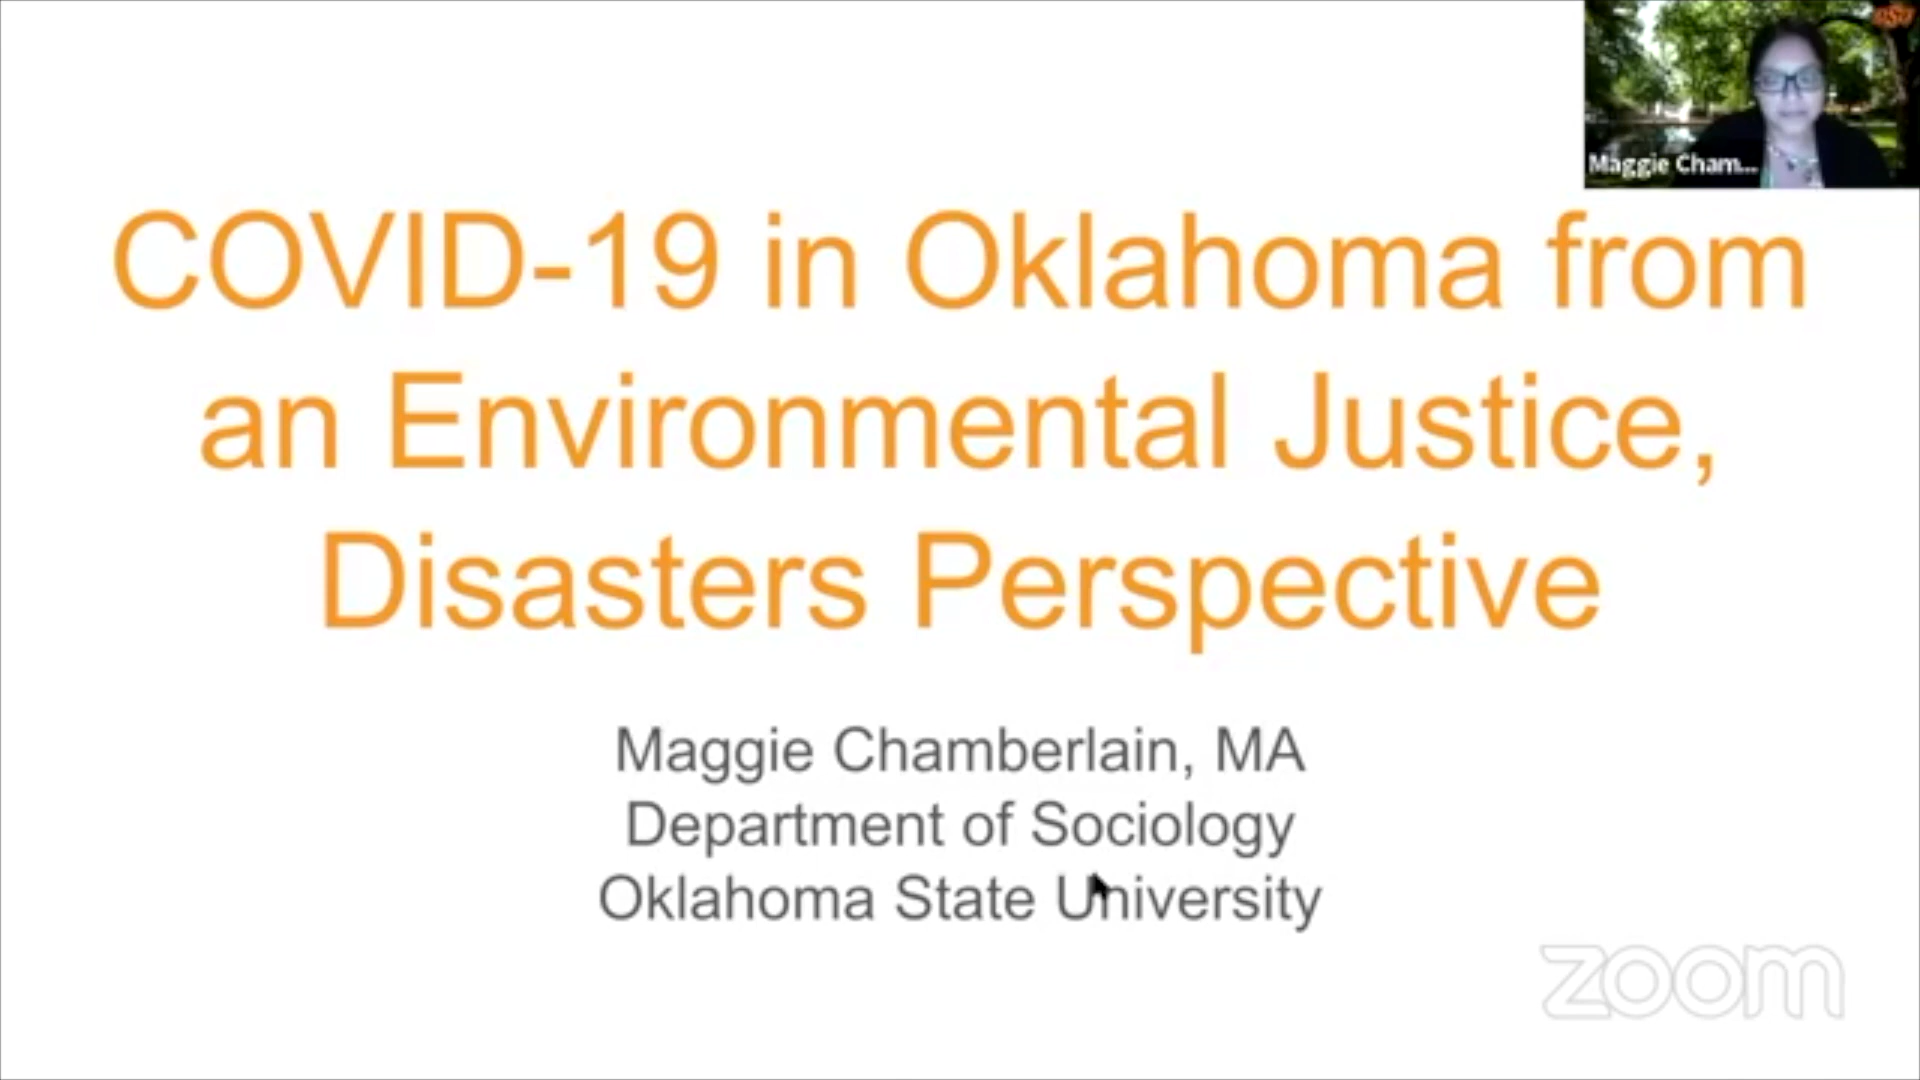 OSU
Maggie Cham...
COVID-19 in Oklahoma from
an Environmental Justice,
Disasters Perspective
Maggie Chamberlain, MA
Department of Sociology
Oklahoma State University
zoom